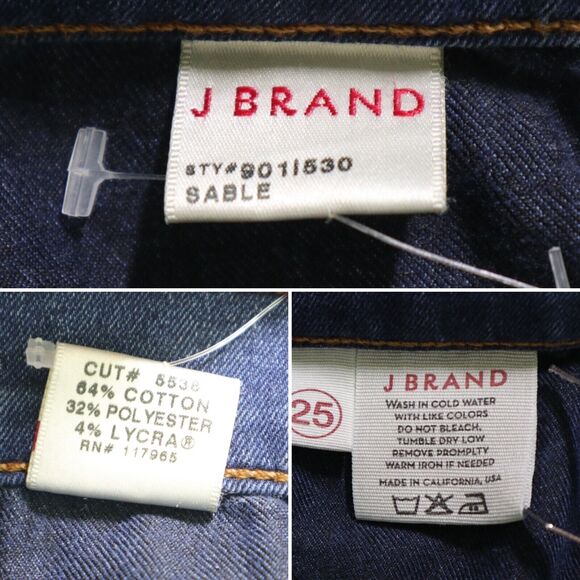 J BRAND
STY#901I530
SABLE
CUT# 5538
64% COTTON
32% POLYESTER
4% LYCRA®
RN# 117965
25
J BRAND
WASH IN COLD WATER
WITH LIKE COLORS
DO NOT BLEACH.
TUMBLE DRY LOW
REMOVE PROMPTLY
WARM IRON IF NEEDED
MADE IN CALIFORNIA, USA